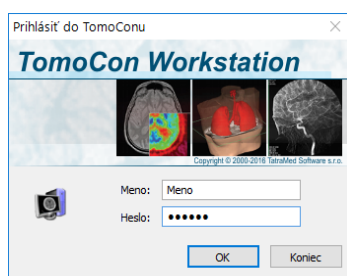 Prihlásiť do TomoConu
TomoCon Workstation
Copyright © 2000-2016 TatraMed Software s.r.o.
Meno: Meno
Heslo: ●●●●●●
OK Koniec